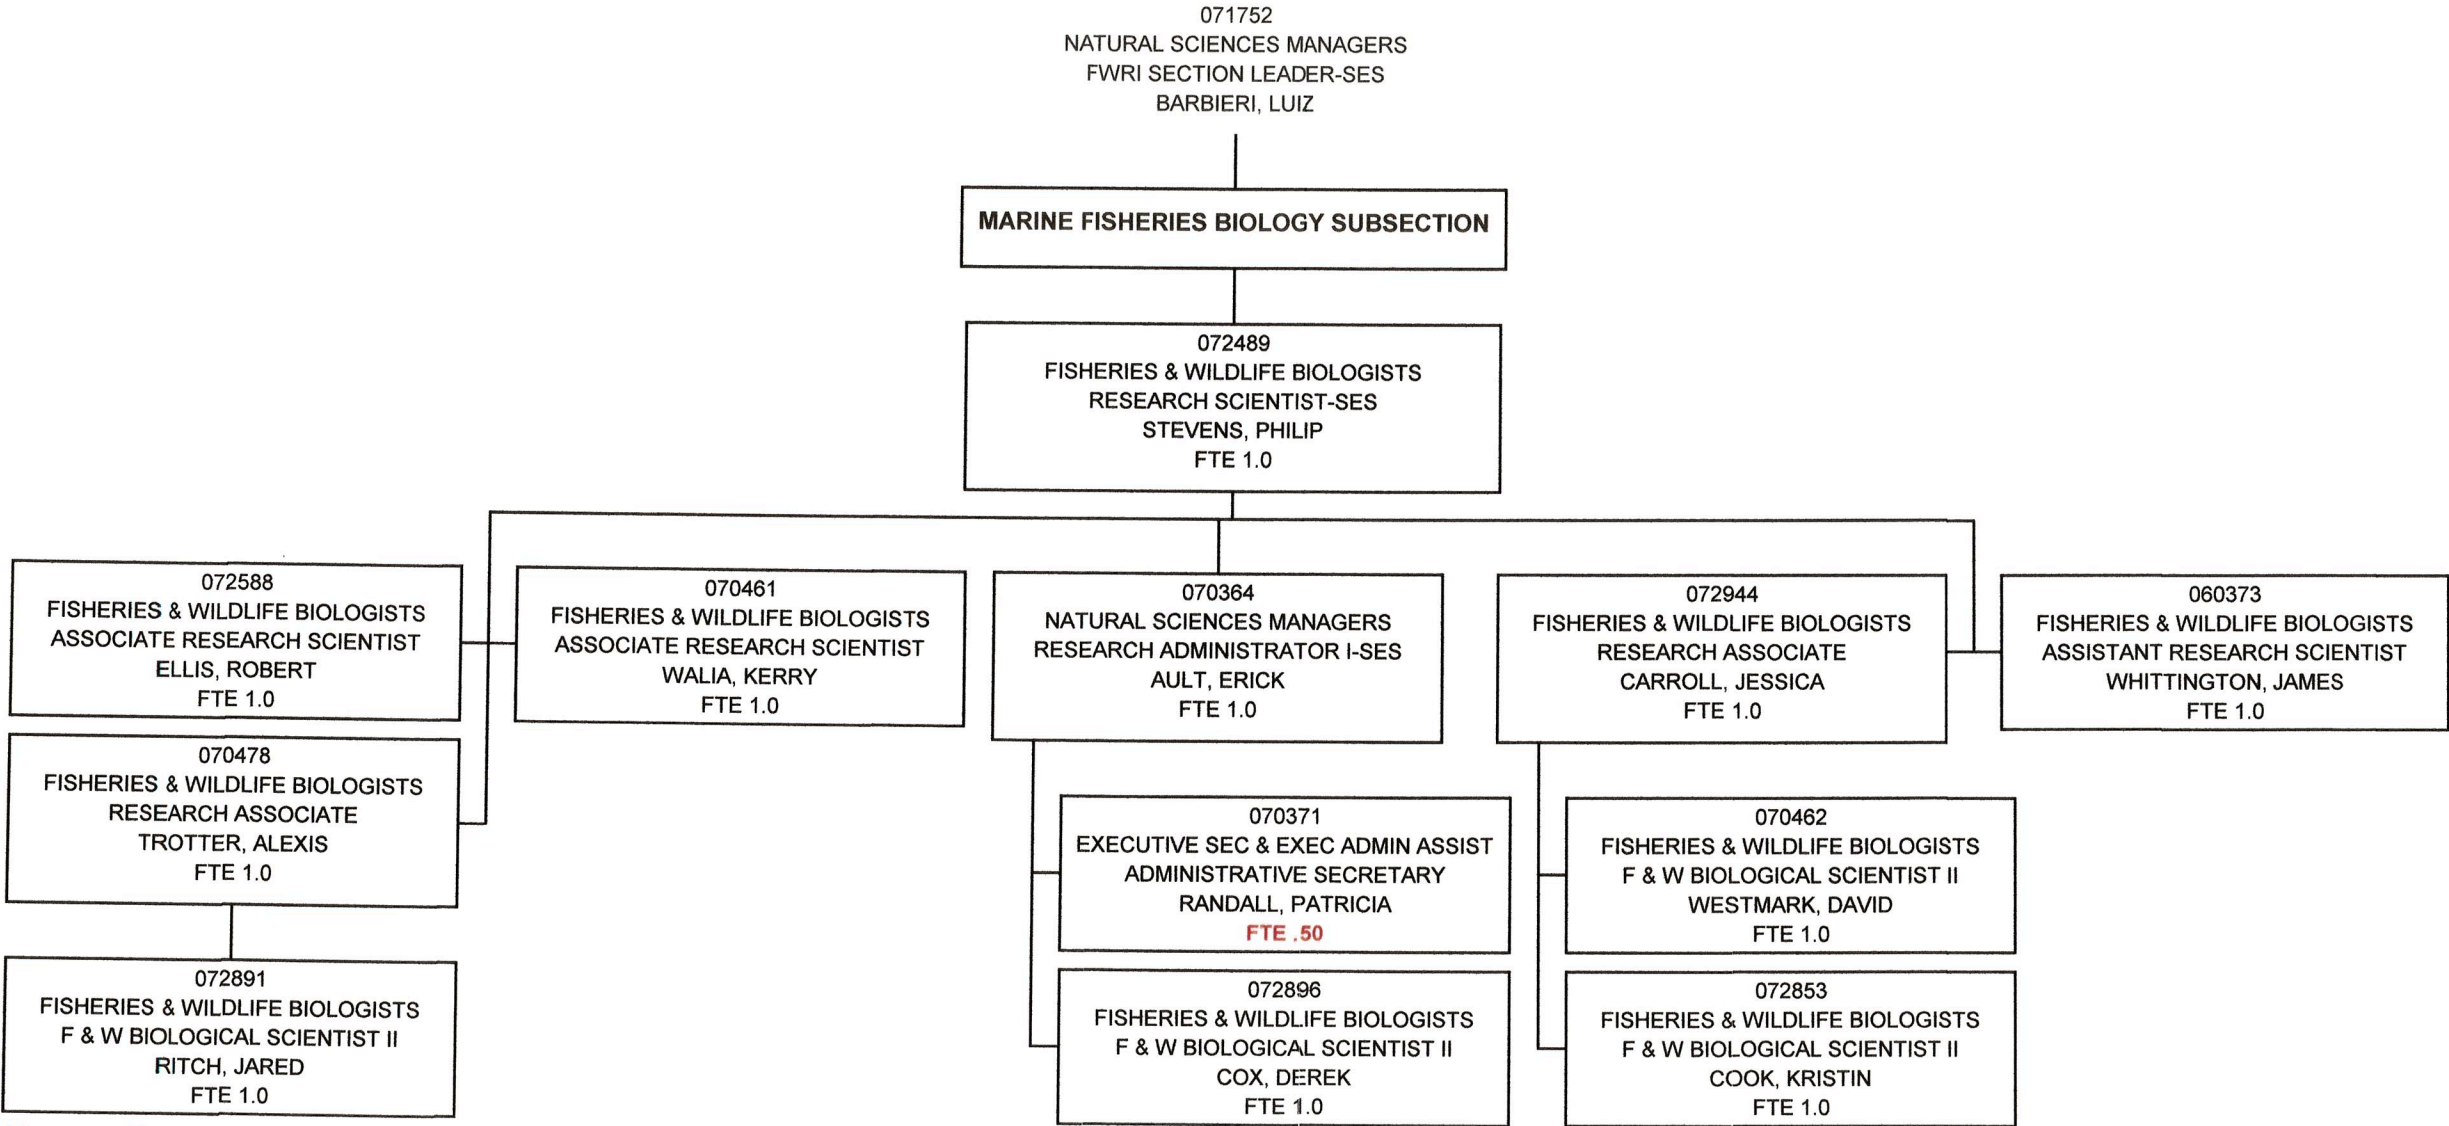 071752
NATURAL SCIENCES MANAGERS
FWRI SECTION LEADER-SES
BARBIERI, LUIZ
MARINE FISHERIES BIOLOGY SUBSECTION
072489
FISHERIES & WILDLIFE BIOLOGISTS
RESEARCH SCIENTIST-SES
STEVENS, PHILIP
FTE 1.0
072588
FISHERIES & WILDLIFE BIOLOGISTS
ASSOCIATE RESEARCH SCIENTIST
ELLIS, ROBERT
FTE 1.0
070461
FISHERIES & WILDLIFE BIOLOGISTS
ASSOCIATE RESEARCH SCIENTIST
WALIA, KERRY
FTE 1.0
070364
NATURAL SCIENCES MANAGERS
RESEARCH ADMINISTRATOR I-SES
AULT, ERICK
FTE 1.0
072944
FISHERIES & WILDLIFE BIOLOGISTS
RESEARCH ASSOCIATE
CARROLL, JESSICA
FTE 1.0
060373
FISHERIES & WILDLIFE BIOLOGISTS
ASSISTANT RESEARCH SCIENTIST
WHITTINGTON, JAMES
FTE 1.0
070478
FISHERIES & WILDLIFE BIOLOGISTS
RESEARCH ASSOCIATE
TROTTER, ALEXIS
FTE 1.0
070371
EXECUTIVE SEC & EXEC ADMIN ASSIST
ADMINISTRATIVE SECRETARY
RANDALL, PATRICIA
FTE .50
070462
FISHERIES & WILDLIFE BIOLOGISTS
F & W BIOLOGICAL SCIENTIST II
WESTMARK, DAVID
FTE 1.0
072891
FISHERIES & WILDLIFE BIOLOGISTS
F & W BIOLOGICAL SCIENTIST II
RITCH, JARED
FTE 1.0
072896
FISHERIES & WILDLIFE BIOLOGISTS
F & W BIOLOGICAL SCIENTIST II
COX, DEREK
FTE 1.0
072853
FISHERIES & WILDLIFE BIOLOGISTS
F & W BIOLOGICAL SCIENTIST II
COOK, KRISTIN
FTE 1.0